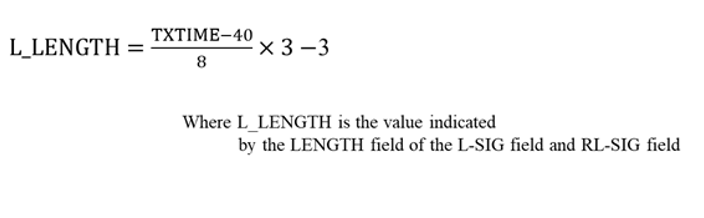 L_LENGTH = TXTIME−40 / 8 × 3 −3
Where L_LENGTH is the value indicated
by the LENGTH field of the L-SIG field and RL-SIG field